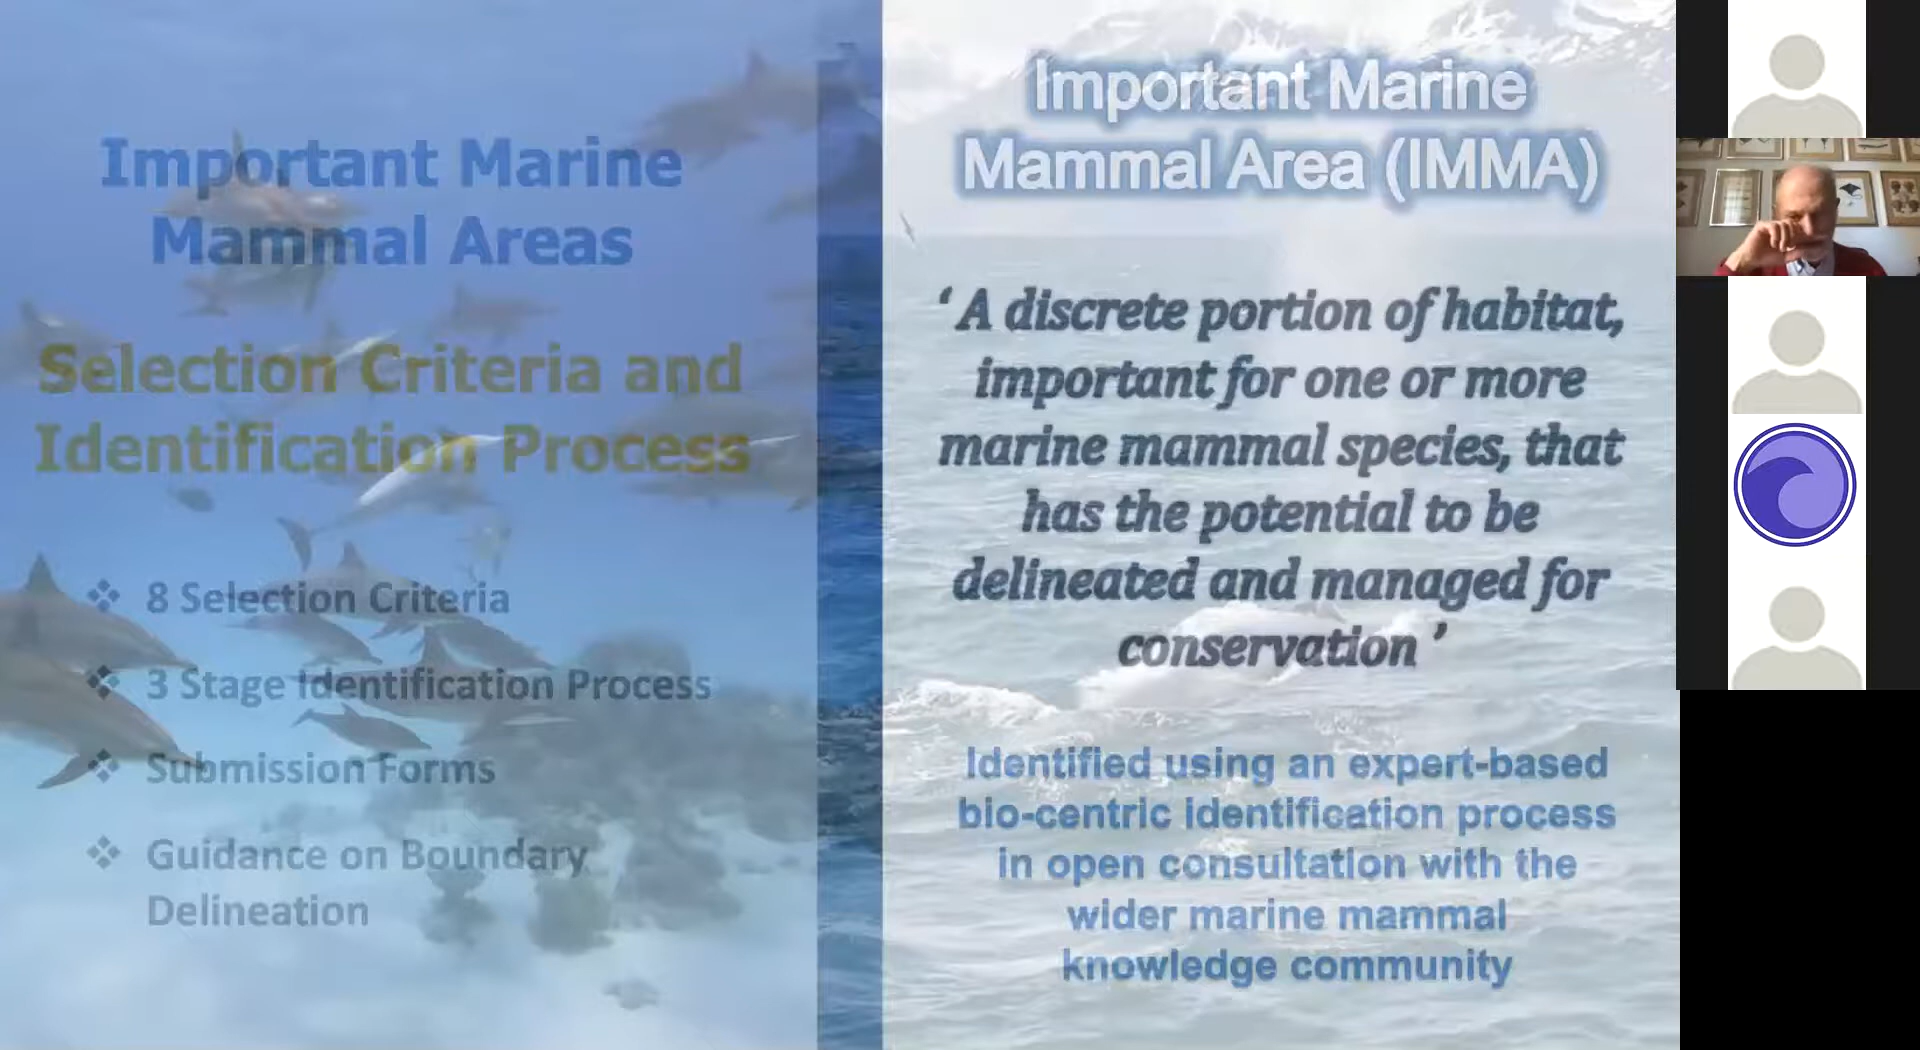 Important Marine
Mammal Areas
Selection Criteria and
Identification Process
8 Selection Criteria
3 Stage Identification Process
Submission Forms
Guidance on Boundary
Delineation
Important Marine
Mammal Area (IMMA)
‘ A discrete portion of habitat,
important for one or more
marine mammal species, that
has the potential to be
delineated and managed for
conservation ’
Identified using an expert-based
bio-centric identification process
in open consultation with the
wider marine mammal
knowledge community